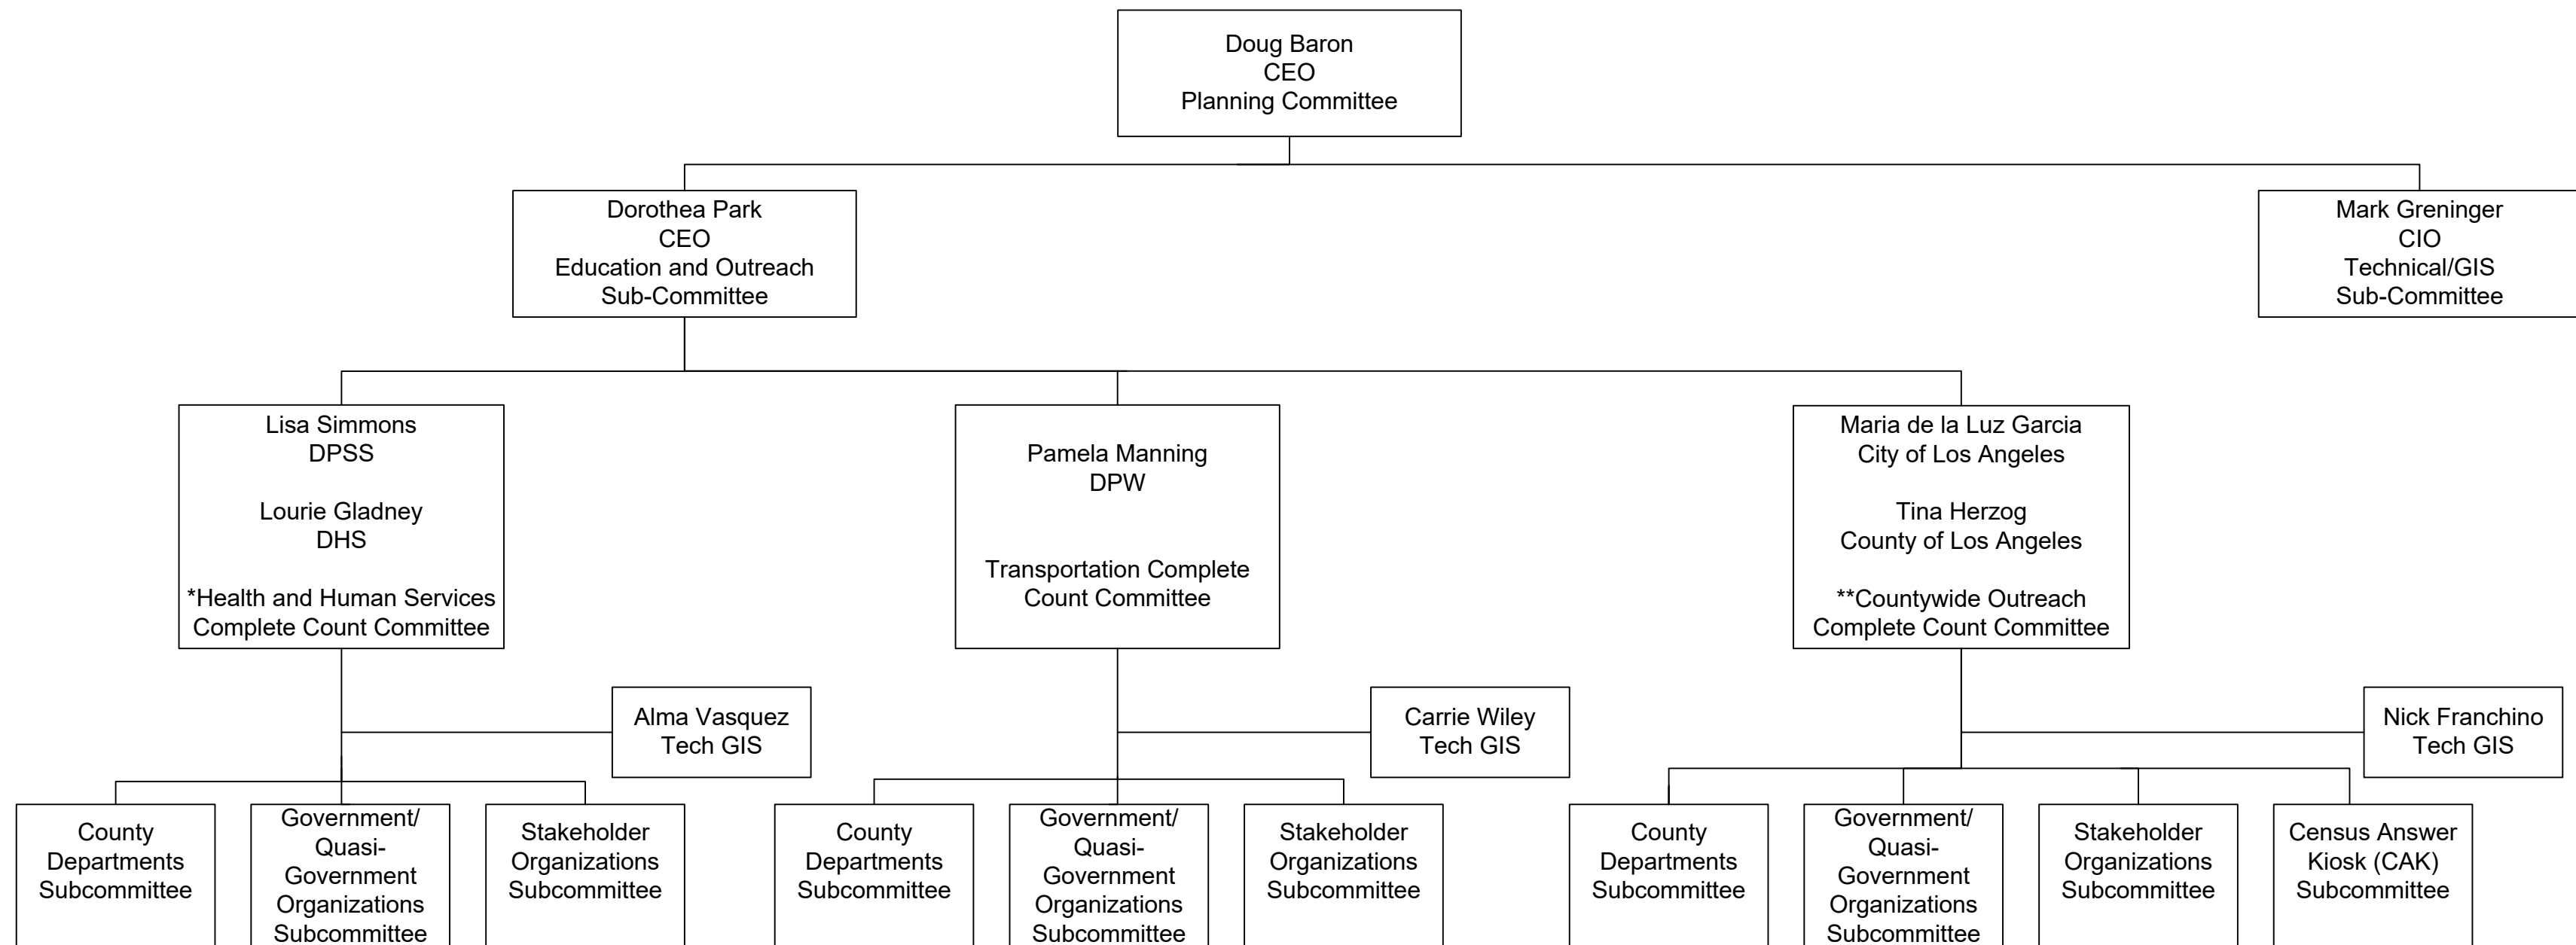 Doug Baron
CEO
Planning Committee
Dorothea Park
CEO
Education and Outreach
Sub-Committee
Mark Greninger
CIO
Technical/GIS
Sub-Committee
Lisa Simmons
DPSS
Lourie Gladney
DHS
*Health and Human Services
Complete Count Committee
Pamela Manning
DPW
Transportation Complete
Count Committee
Maria de la Luz Garcia
City of Los Angeles
Tina Herzog
County of Los Angeles
**Countywide Outreach
Complete Count Committee
Alma Vasquez
Tech GIS
Carrie Wiley
Tech GIS
Nick Franchino
Tech GIS
County
Departments
Subcommittee
Government/
Quasi-
Government
Organizations
Subcommittee
Stakeholder
Organizations
Subcommittee
County
Departments
Subcommittee
Government/
Quasi-
Government
Organizations
Subcommittee
Stakeholder
Organizations
Subcommittee
County
Departments
Subcommittee
Government/
Quasi-
Government
Organizations
Subcommittee
Stakeholder
Organizations
Subcommittee
Census Answer
Kiosk (CAK)
Subcommittee